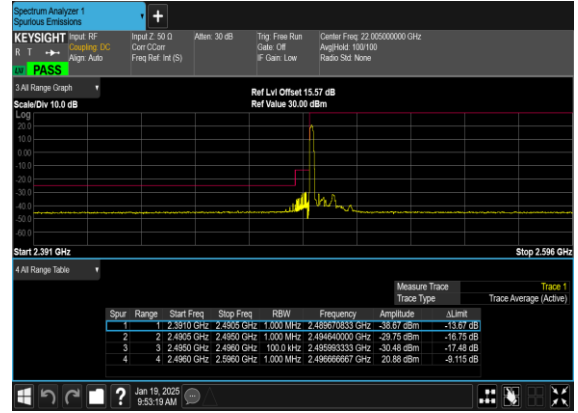 Spectrum Analyzer 1
Spurious Emissions
+
KEYSIGHT Input: RF Input Z: 50 Ω Atten: 30 dB Trig: Free Run Center Freq: 22.005000000 GHz
R T Coupling: DC Corr CCorr Gate: Off Avg|Hold: 100/100
Align: Auto Freq Ref: Int (S) IF Gain: Low Radio Std: None
PASS
3 All Range Graph
Ref Lvl Offset 15.57 dB
Scale/Div 10.0 dB Ref Value 30.00 dBm
Log
20.0
10.0
0.00
-10.0
-20.0
-30.0
-40.0
-50.0
-60.0
Start 2.391 GHz Stop 2.596 GHz
4 All Range Table
Measure Trace Trace 1
Trace Type Trace Average (Active)
Spur Range Start Freq Stop Freq RBW Frequency Amplitude ΔLimit
1 1 2.3910 GHz 2.4905 GHz 1.000 MHz 2.489670833 GHz -38.67 dBm -13.67 dB
2 2 2.4905 GHz 2.4950 GHz 1.000 MHz 2.494640000 GHz -29.75 dBm -16.75 dB
3 3 2.4950 GHz 2.4960 GHz 100.0 kHz 2.495993333 GHz -30.48 dBm -17.48 dB
4 4 2.4960 GHz 2.5960 GHz 1.000 MHz 2.496666667 GHz 20.88 dBm -9.115 dB
? Jan 19, 2025
9:53:19 AM